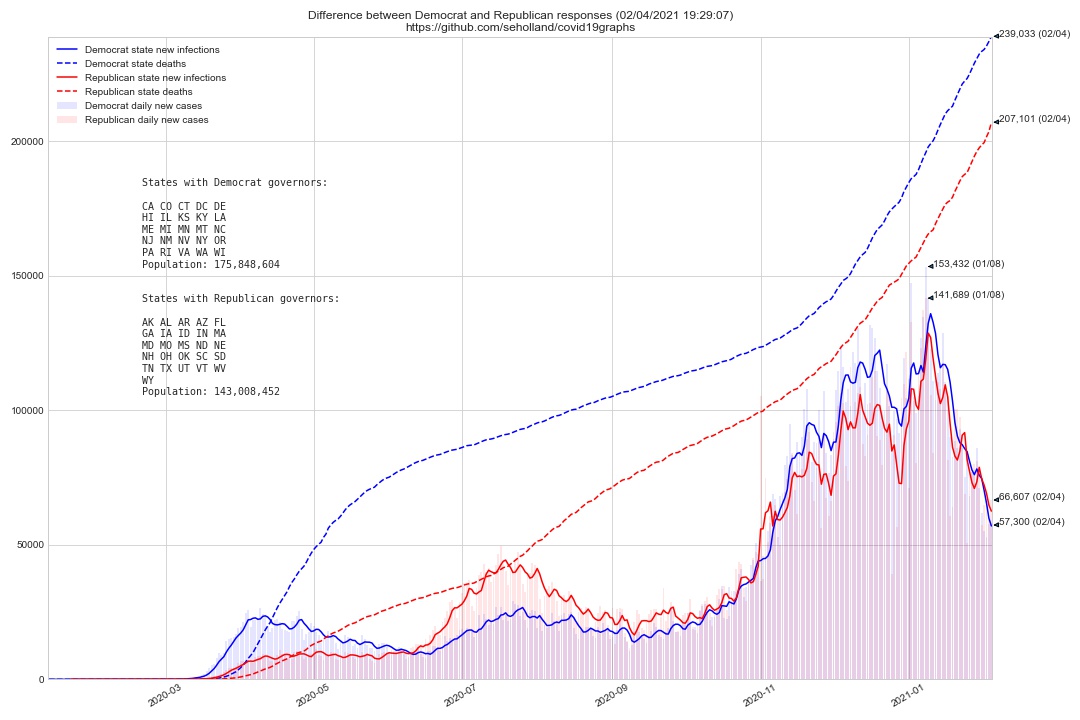 Difference between Democrat and Republican responses (02/04/2021 19:29:07)
https://github.com/seholland/covid19graphs
Democrat state new infections
Democrat state deaths
Republican state new infections
Republican state deaths
Democrat daily new cases
Republican daily new cases
239,033 (02/04)
207,101 (02/04)
200000
States with Democrat governors:
CA CO CT DC DE
HI IL KS KY LA
ME MI MN MT NC
NJ NM NV NY OR
PA RI VA WA WI
Population: 175,848,604
153,432 (01/08)
150000
States with Republican governors:
141,689 (01/08)
AK AL AR AZ FL
GA IA ID IN MA
MD MO MS ND NE
NH OH OK SC SD
TN TX UT VT WV
WY
Population: 143,008,452
100000
66,607 (02/04)
57,300 (02/04)
50000
0
2020-03
2020-05
2020-07
2020-09
2020-11
2021-01